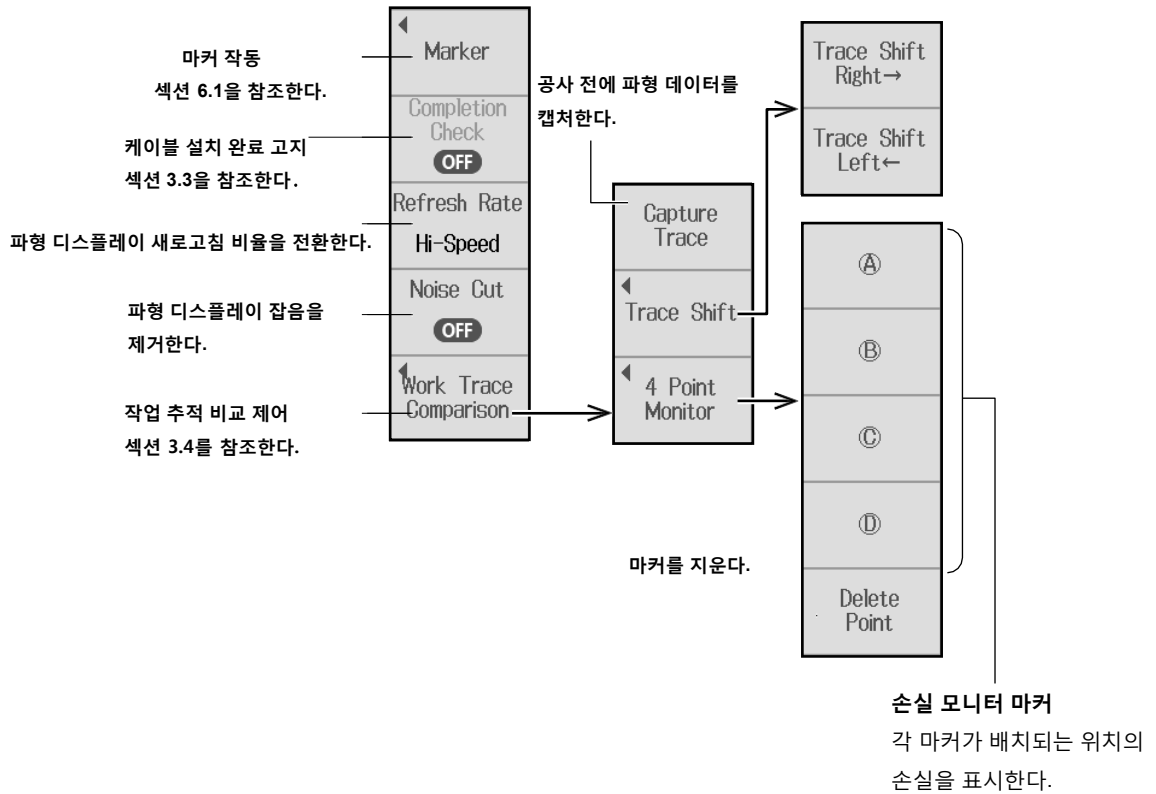 마커 작동
섹션 6.1을 참조한다.
케이블 설치 완료 고지
섹션 3.3을 참조한다.
파형 디스플레이 새로고침 비율을 전환한다.
파형 디스플레이 잡음을
제거한다.
작업 추적 비교 제어
섹션 3.4를 참조한다.
Marker
Completion
Check
OFF
Refresh Rate
Hi-Speed
Noise Cut
OFF
Work Trace
Comparison
공사 전에 파형 데이터를
캡처한다.
Capture
Trace
Trace Shift
4 Point
Monitor
Trace Shift
Right→
Trace Shift
Left←
Ⓐ
Ⓑ
Ⓒ
Ⓓ
마커를 지운다.
Delete
Point
손실 모니터 마커
각 마커가 배치되는 위치의
손실을 표시한다.